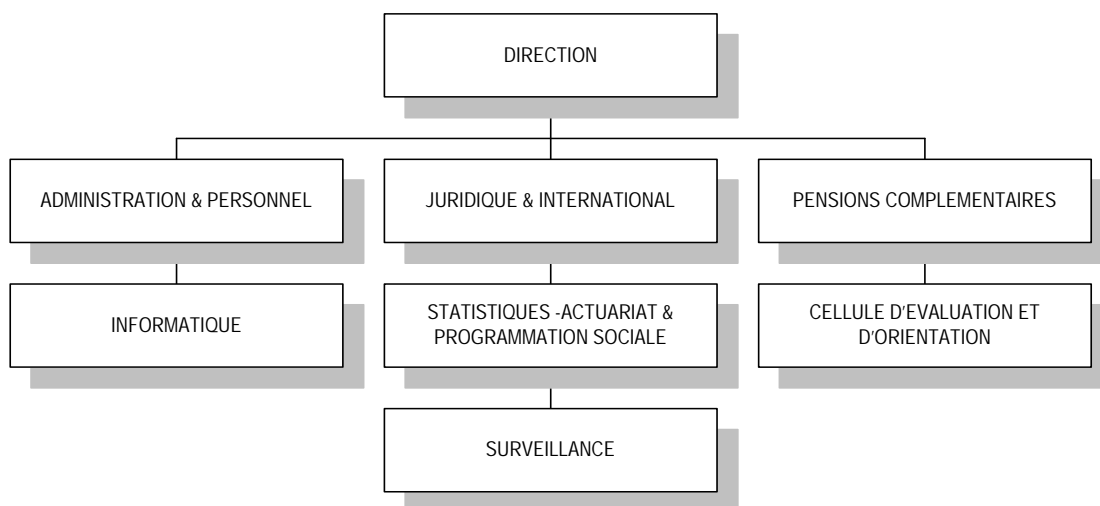 DIRECTION
ADMINISTRATION & PERSONNEL
JURIDIQUE & INTERNATIONAL
PENSIONS COMPLEMENTAIRES
INFORMATIQUE
STATISTIQUES -ACTUARIAT &
PROGRAMMATION SOCIALE
CELLULE D'EVALUATION ET
D'ORIENTATION
SURVEILLANCE